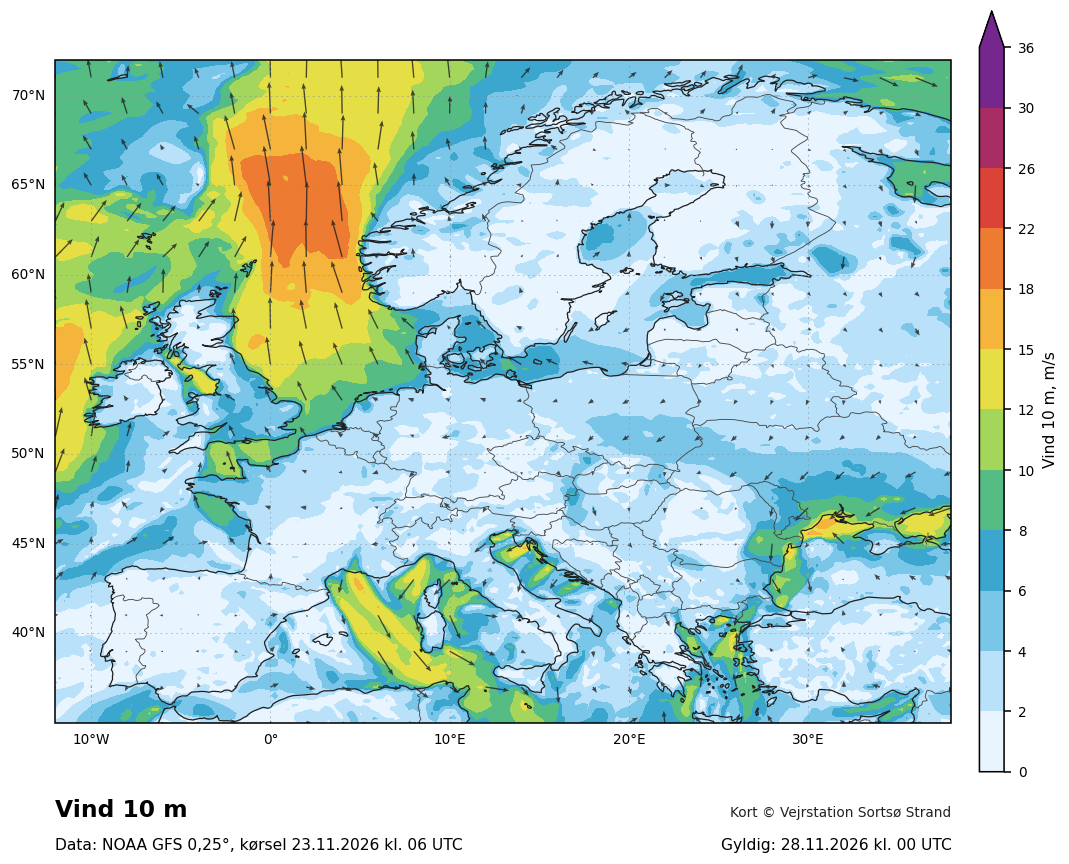 70°N
65°N
60°N
55°N
50°N
45°N
40°N
10°W
0°
10°E
20°E
30°E
36
30
26
22
18
15
12
10
8
6
4
2
0
Vind 10 m, m/s
Vind 10 m
Kort © Vejrstation Sortsø Strand
Data: NOAA GFS 0,25°, kørsel 23.11.2026 kl. 06 UTC
Gyldig: 28.11.2026 kl. 00 UTC